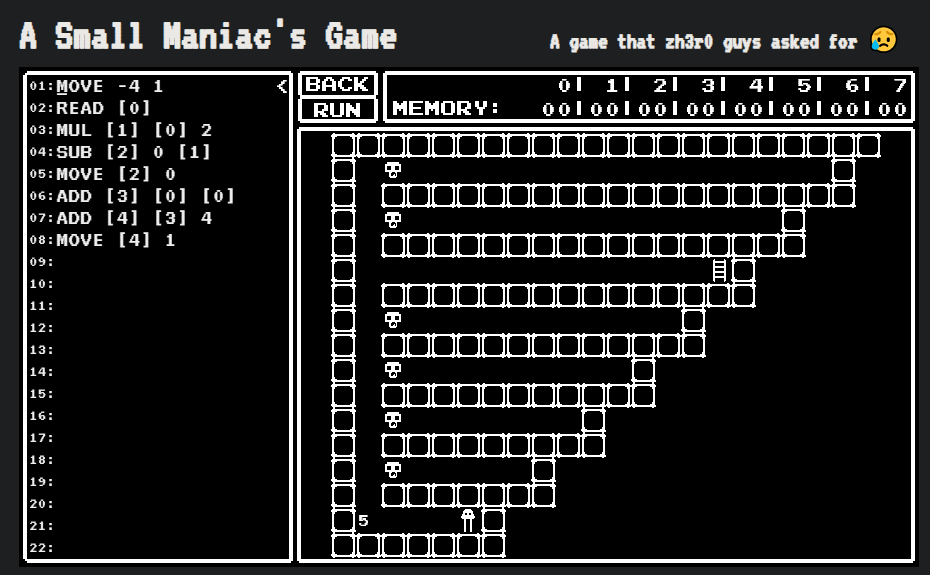 A Small Maniac's Game
A game that zh3r0 guys asked for
01:MOVE -4 1 <
02:READ [0]
03:MUL [1] [0] 2
04:SUB [2] 0 [1]
05:MOVE [2] 0
06:ADD [3] [0] [0]
07:ADD [4] [3] 4
08:MOVE [4] 1
09:
10:
11:
12:
13:
14:
15:
16:
17:
18:
19:
20:
21:
22:
BACK
RUN
0| 1| 2| 3| 4| 5| 6| 7
MEMORY: 00|00|00|00|00|00|00|00
5